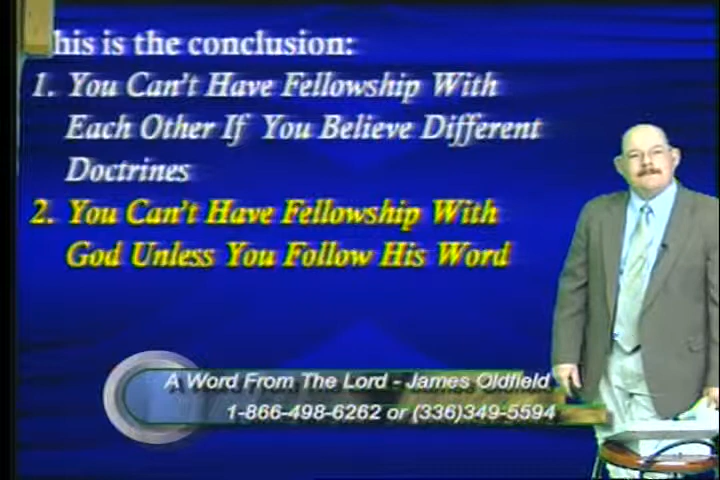 his is the conclusion:
1. You Can't Have Fellowship With
Each Other If You Believe Different
Doctrines
2. You Can't Have Fellowship With
God Unless You Follow His Word
A Word From The Lord - James Oldfield
1-866-498-6262 or (336)349-5594